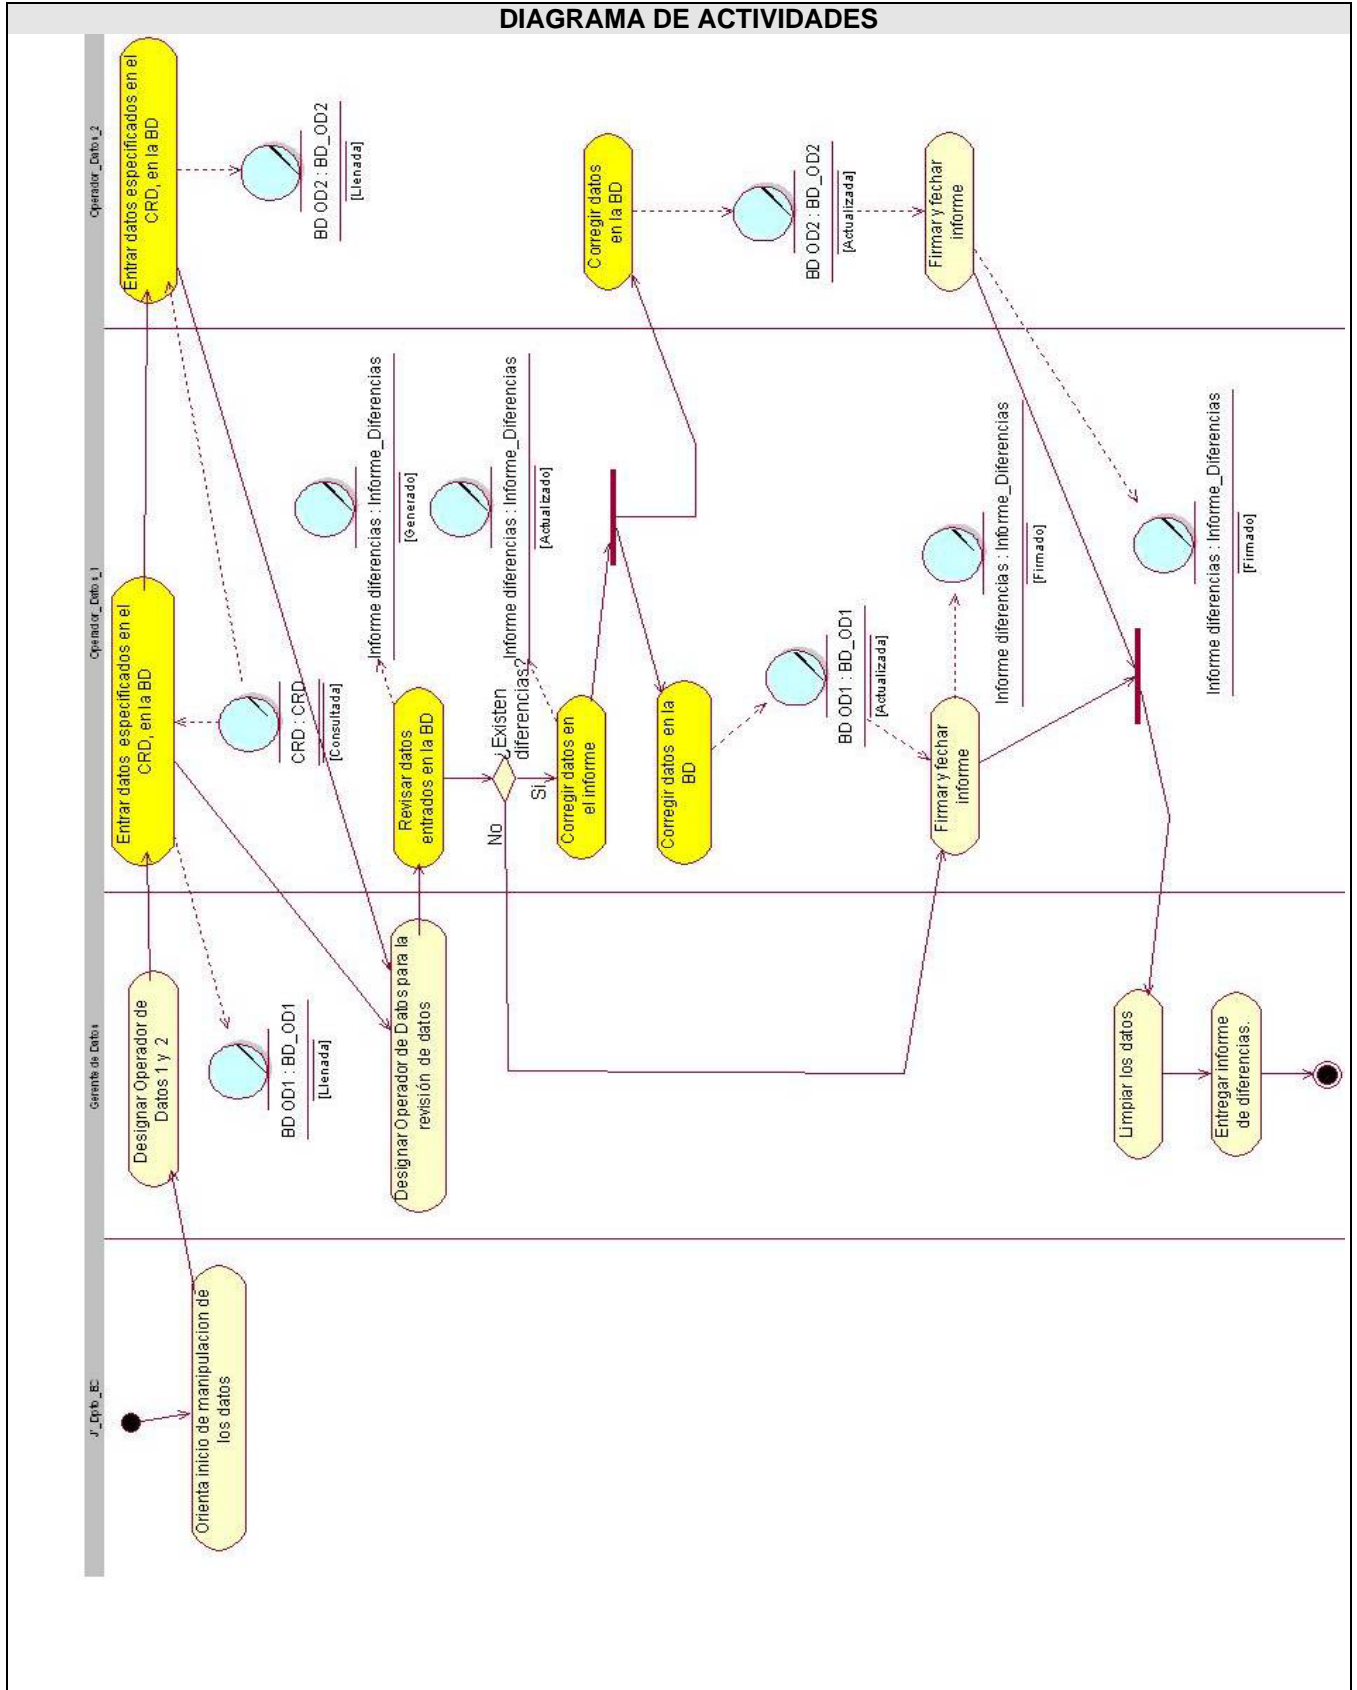 DIAGRAMA DE ACTIVIDADES
J'_Dpto_EC
Gerente de Datos
Operador_Datos_1
Operador_Datos_2
Orienta inicio de manipulacion de
los datos
Designar Operador de
Datos 1 y 2
Entrar datos especificados en el
CRD, en la BD
Entrar datos especificados en el
CRD, en la BD
BD OD1 : BD_OD1
[Llenada]
CRD : CRD
[Consultada]
BD OD2 : BD_OD2
[Llenada]
Designar Operador de Datos para la
revisión de datos
Revisar datos
entrados en la BD
Informe diferencias : Informe_Diferencias
[Generado]
¿Existen
diferencias?
No
Si
Corregir datos en
el informe
Informe diferencias : Informe_Diferencias
[Actualizado]
Corregir datos en la
BD
Corregir datos
en la BD
BD OD1 : BD_OD1
[Actualizada]
BD OD2 : BD_OD2
[Actualizada]
Firmar y fechar
informe
Firmar y fechar
informe
Informe diferencias : Informe_Diferencias
[Firmado]
Informe diferencias : Informe_Diferencias
[Firmado]
Limpiar los datos
Entregar informe
de diferencias.